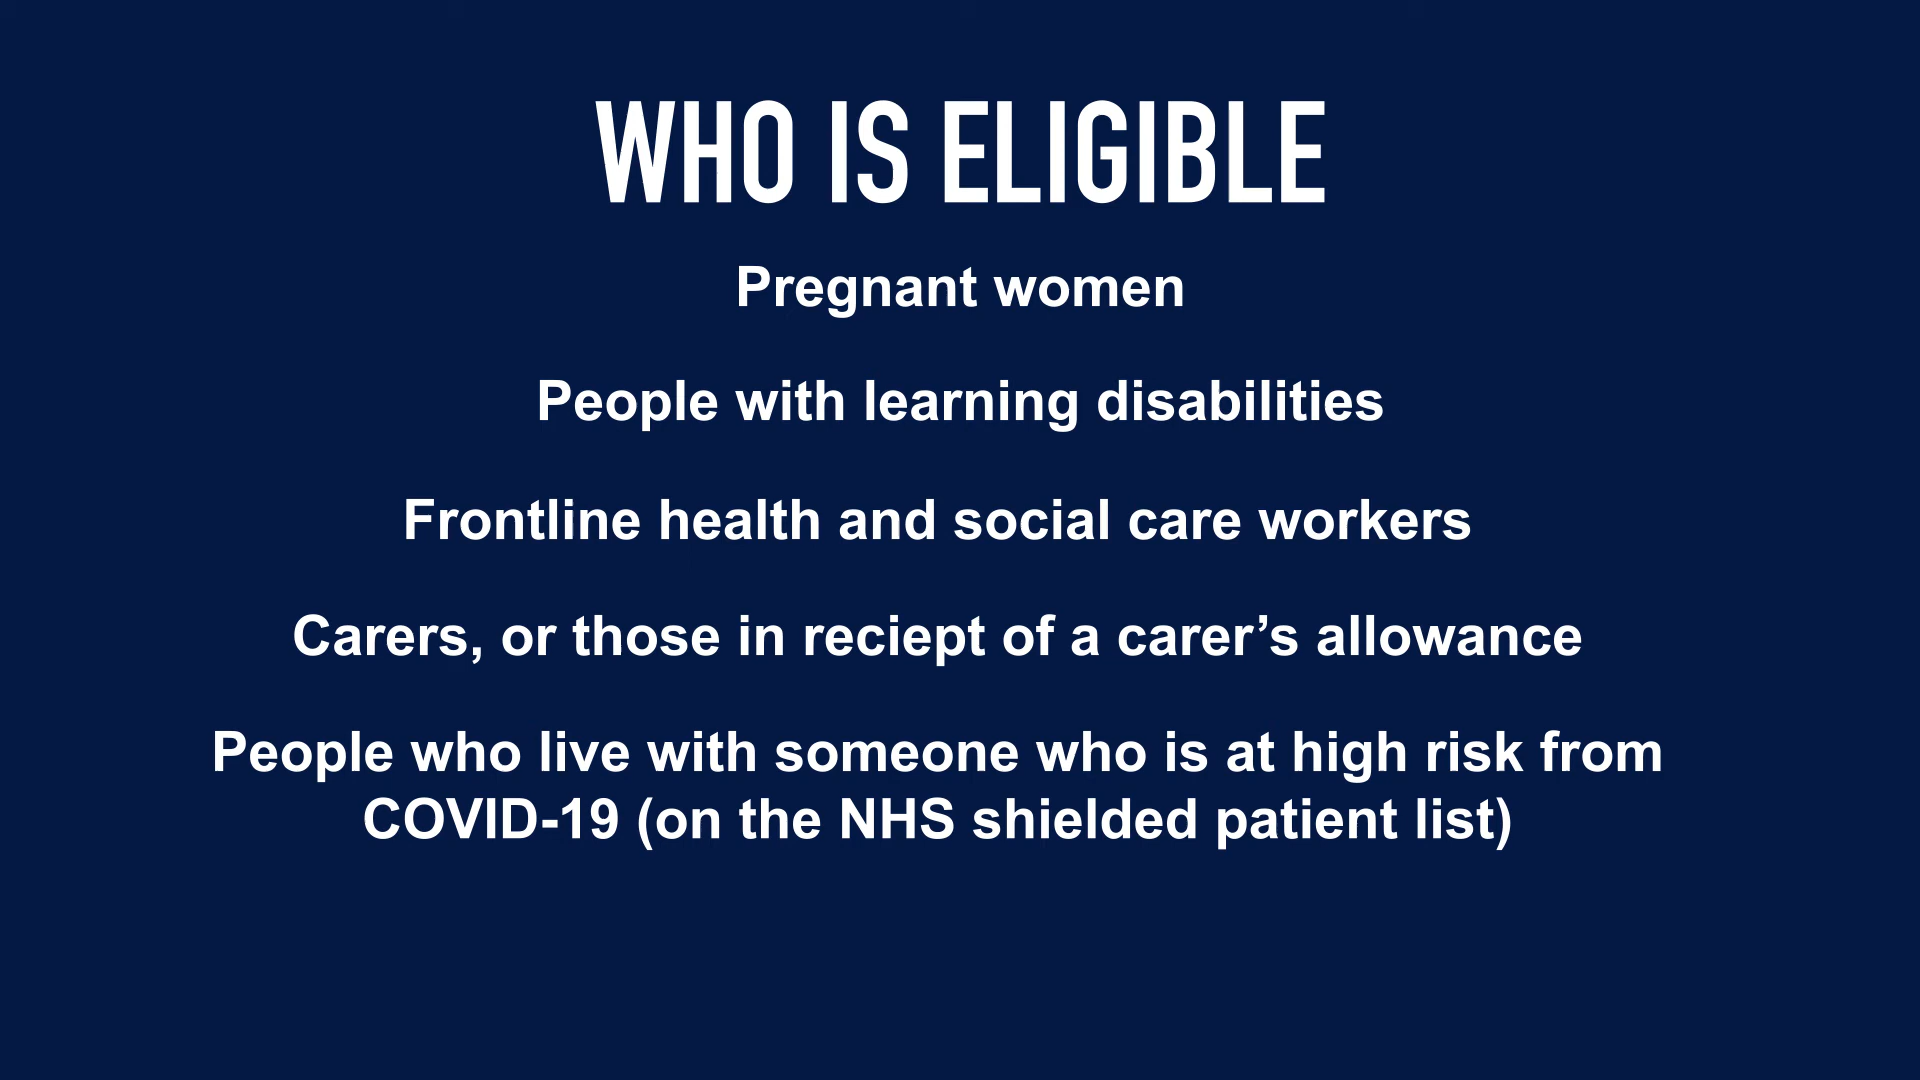 WHO IS ELIGIBLE
Pregnant women
People with learning disabilities
Frontline health and social care workers
Carers, or those in reciept of a carer’s allowance
People who live with someone who is at high risk from
COVID-19 (on the NHS shielded patient list)